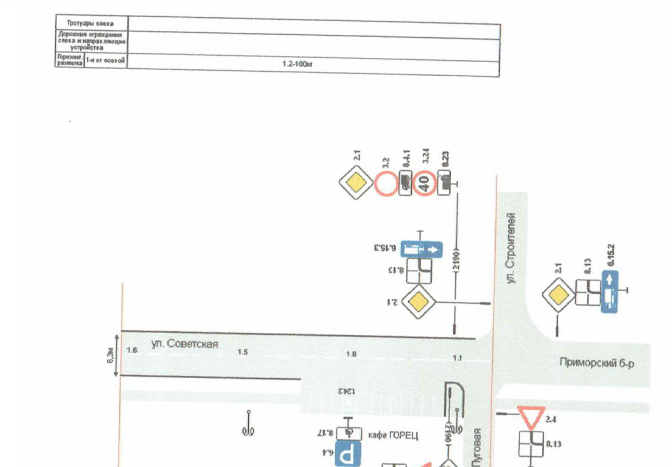 Тротуары слева
Дорожные ограждения
слева и направляющие
устройства
Горизонт.
разметка
1-я от осевой
1.2-100м
2.1
3.2
8.4.1
3.24
8.23
40
6.15.3
8.13
2.1
(2190)
ул. Строителей
2.1
8.13
6.15.2
6,3м
ул. Советская
1.6
1.5
1.6
1.1
Приморский б-р
1.24.3
8.17
кафе ГОРЕЦ
6.4
P
Луговая
2.4
8.13